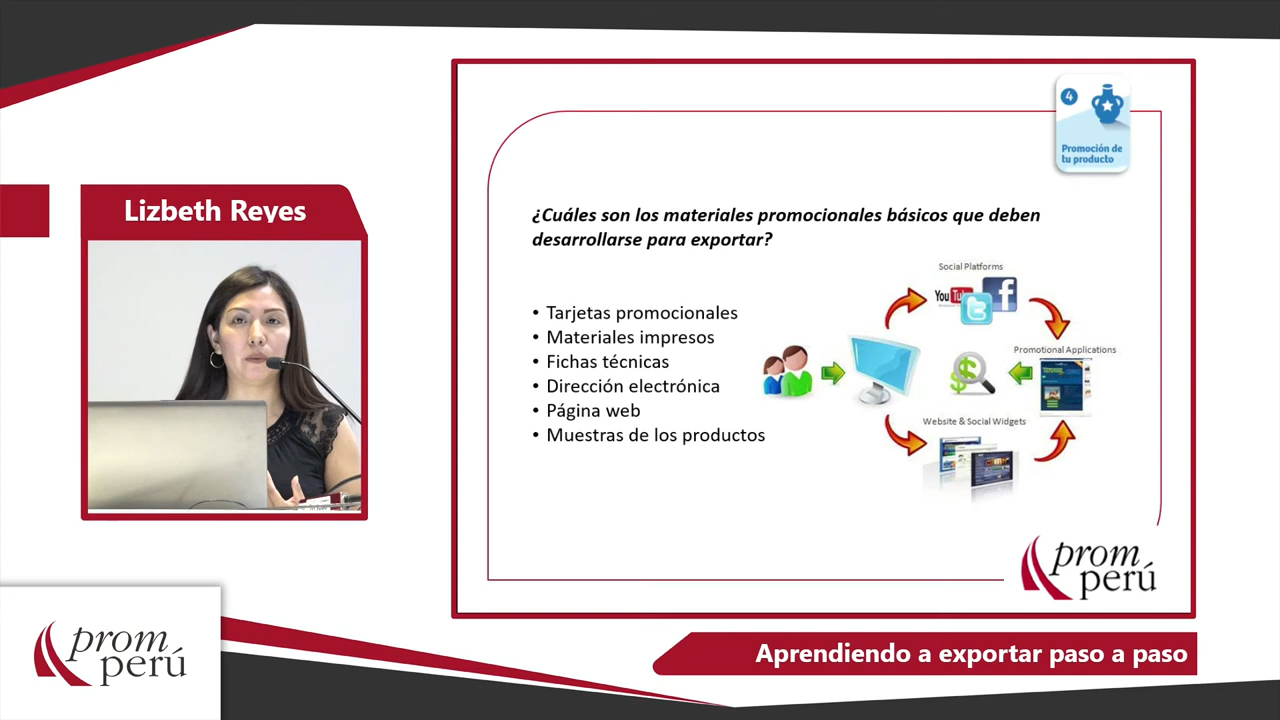 Lizbeth Reyes
4
Promoción de
tu producto
¿Cuáles son los materiales promocionales básicos que deben
desarrollarse para exportar?
• Tarjetas promocionales
• Materiales impresos
• Fichas técnicas
• Dirección electrónica
• Página web
• Muestras de los productos
Social Platforms
You Tu
Promotional Applications
Website & Social Widgets
prom
perú
prom
perú
Aprendiendo a exportar paso a paso